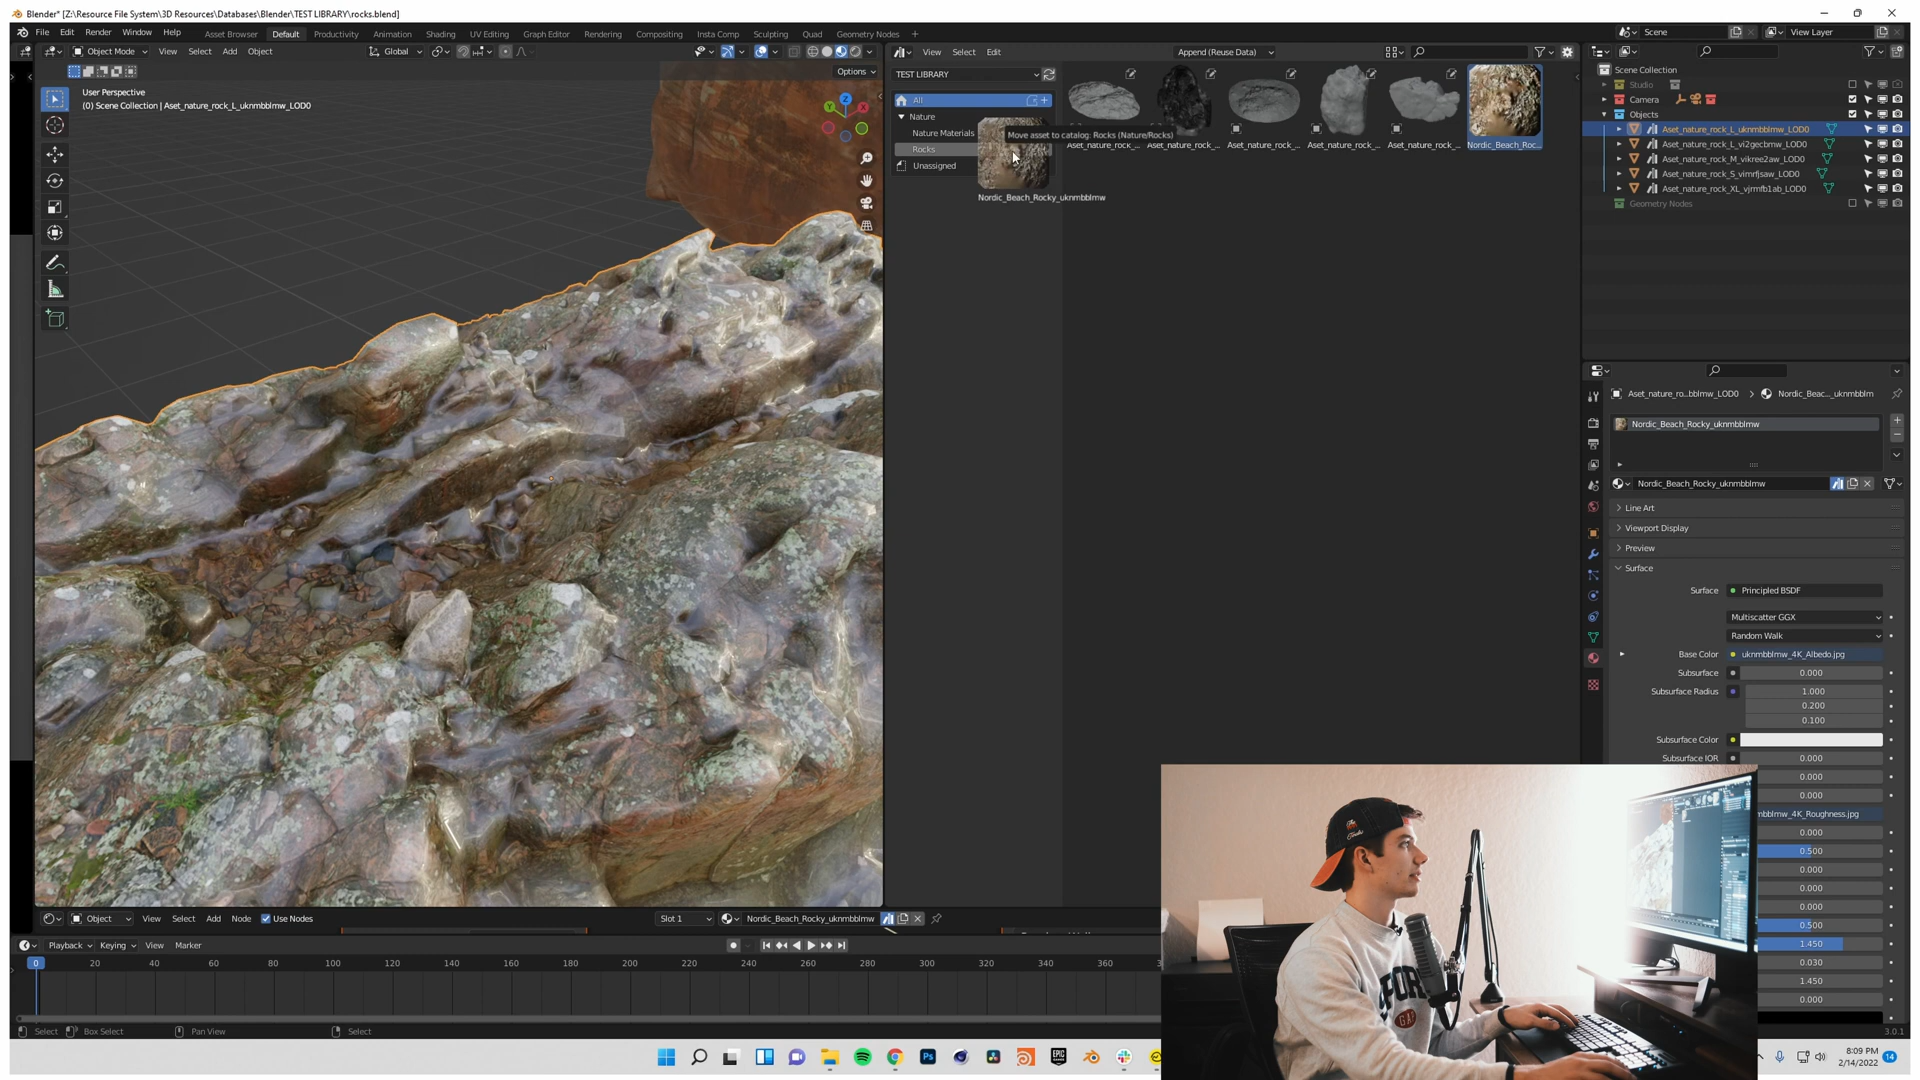 Blender* [Z:\Resource File System\3D Resources\Databases\Blender\TEST LIBRARY\rocks.blend]
File Edit Render Window Help Asset Browser Default Productivity Animation Shading UV Editing Graph Editor Rendering Compositing Insta Comp Sculpting Quad Geometry Nodes +
Scene
View Layer
Object Mode View Select Add Object Global
Options
User Perspective
(0) Scene Collection | Aset_nature_rock_L_uknmbblmw_LOD0
View Select Edit
Append (Reuse Data)
TEST LIBRARY
All
Nature
Nature Materials
Rocks
Unassigned
Move asset to catalog: Rocks (Nature/Rocks)
Nordic_Beach_Rocky_uknmbblmw
Aset_nature_rock_...
Aset_nature_rock_...
Aset_nature_rock_...
Aset_nature_rock_...
Aset_nature_rock_...
Nordic_Beach_Roc...
Scene Collection
Studio
Camera
Objects
Aset_nature_rock_L_uknmbblmw_LOD0
Aset_nature_rock_L_vi2gecbmw_LOD0
Aset_nature_rock_M_vikree2aw_LOD0
Aset_nature_rock_S_vimrfjsaw_LOD0
Aset_nature_rock_XL_vjrmfb1ab_LOD0
Geometry Nodes
Aset_nature_ro...bblmw_LOD0 > Nordic_Beac..._uknmbblm
Nordic_Beach_Rocky_uknmbblmw
Nordic_Beach_Rocky_uknmbblmw
Line Art
Viewport Display
Preview
Surface
Surface Principled BSDF
Multiscatter GGX
Random Walk
Base Color uknmbblmw_4K_Albedo.jpg
Subsurface 0.000
Subsurface Radius 1.000
0.200
0.100
Subsurface Color
Subsurface IOR 0.000
0.000
0.000
mbblmw_4K_Roughness.jpg
0.000
0.500
0.000
0.000
0.000
0.500
1.450
0.030
1.450
0.000
Object View Select Add Node Use Nodes
Slot 1
Nordic_Beach_Rocky_uknmbblmw
Playback Keying View Marker
0 20 40 60 80 100 120 140 160 180 200 220 240 260 280 300 320 340 360
Select Box Select Pan View Select
3.0.1
8:09 PM
2/14/2022
14